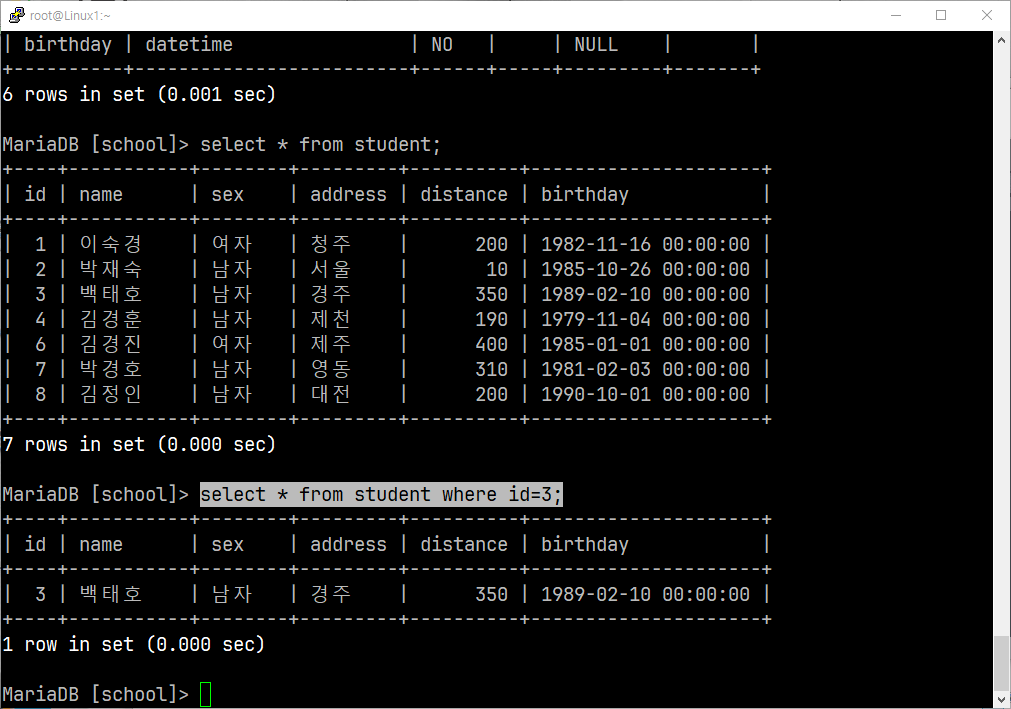 root@Linux1:~
| birthday | datetime                | NO   |     | NULL    |       |
+----------+-------------------------+------+-----+---------+-------+
6 rows in set (0.001 sec)
MariaDB [school]> select * from student;
+----+-----------+--------+---------+----------+---------------------+
| id | name      | sex    | address | distance | birthday            |
+----+-----------+--------+---------+----------+---------------------+
|  1 | 이숙경    | 여자   | 청주    |      200 | 1982-11-16 00:00:00 |
|  2 | 박재숙    | 남자   | 서울    |       10 | 1985-10-26 00:00:00 |
|  3 | 백태호    | 남자   | 경주    |      350 | 1989-02-10 00:00:00 |
|  4 | 김경훈    | 남자   | 제천    |      190 | 1979-11-04 00:00:00 |
|  6 | 김경진    | 여자   | 제주    |      400 | 1985-01-01 00:00:00 |
|  7 | 박경호    | 남자   | 영동    |      310 | 1981-02-03 00:00:00 |
|  8 | 김정인    | 남자   | 대전    |      200 | 1990-10-01 00:00:00 |
+----+-----------+--------+---------+----------+---------------------+
7 rows in set (0.000 sec)
MariaDB [school]> select * from student where id=3;
+----+-----------+--------+---------+----------+---------------------+
| id | name      | sex    | address | distance | birthday            |
+----+-----------+--------+---------+----------+---------------------+
|  3 | 백태호    | 남자   | 경주    |      350 | 1989-02-10 00:00:00 |
+----+-----------+--------+---------+----------+---------------------+
1 row in set (0.000 sec)
MariaDB [school]>